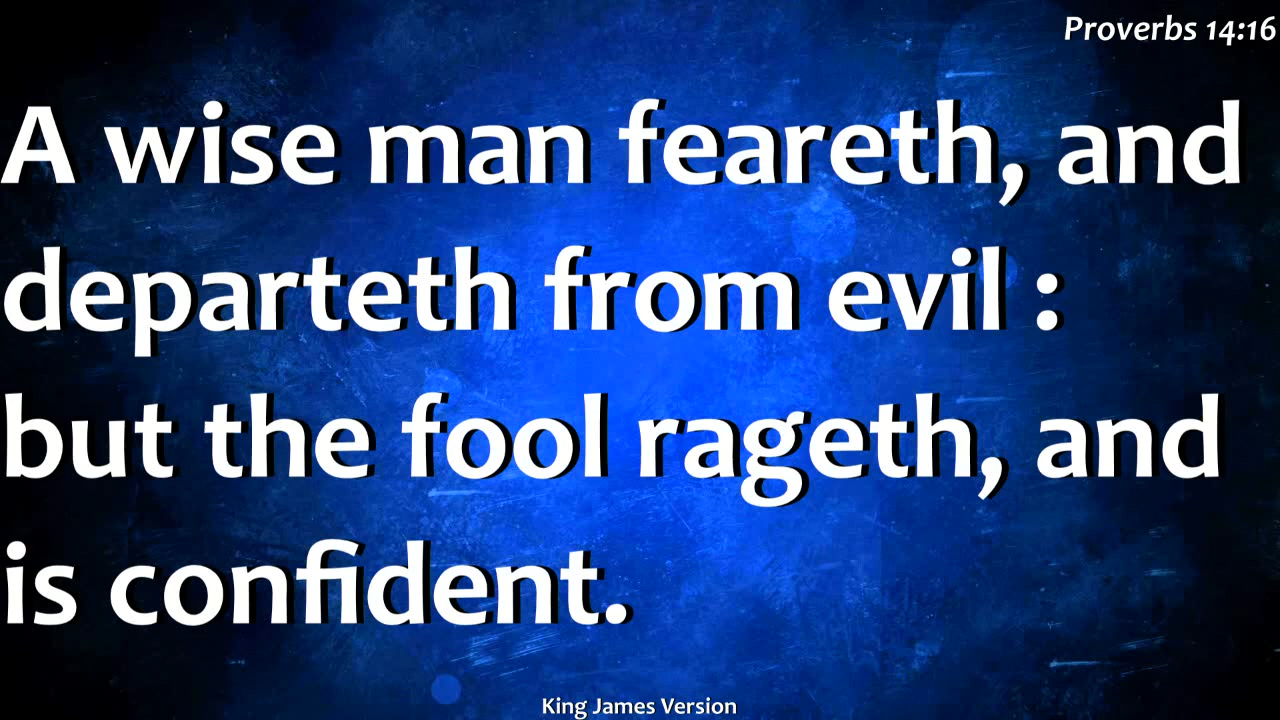 Proverbs 14:16
A wise man feareth, and
departeth from evil :
but the fool rageth, and
is confident.
King James Version